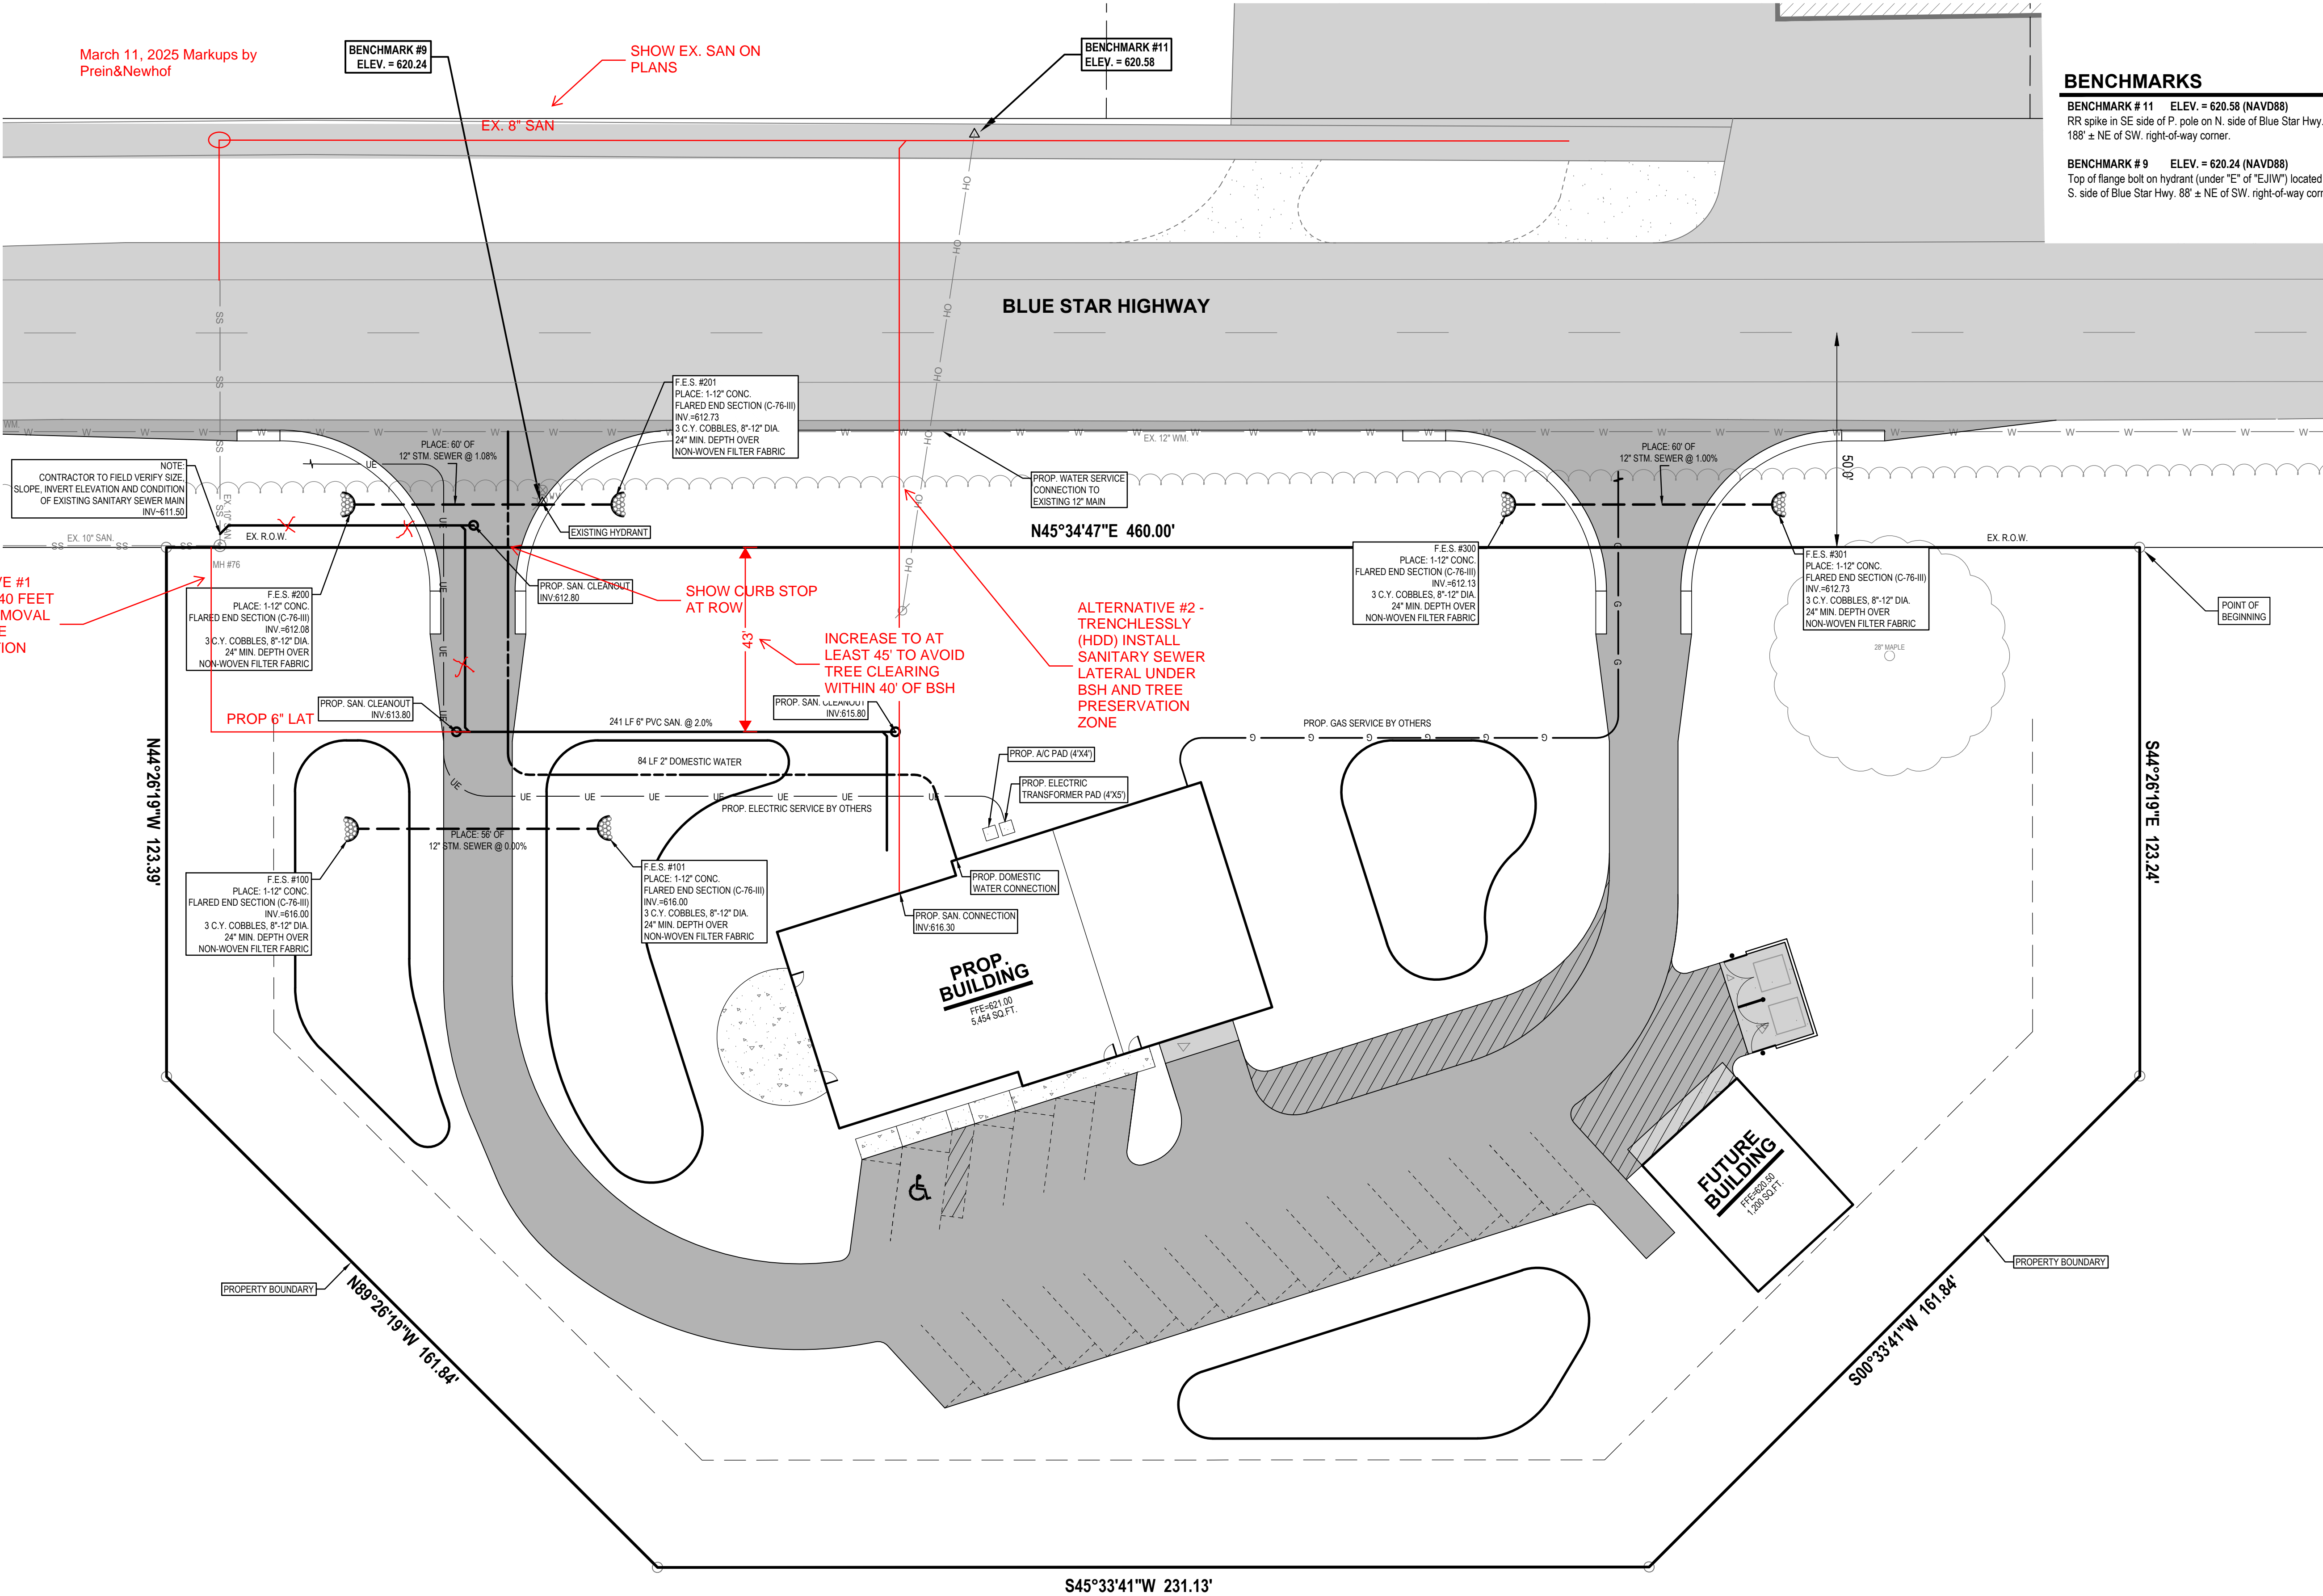 March 11, 2025 Markups by
Prein&Newhof
BENCHMARK #9
ELEV. = 620.24
SHOW EX. SAN ON
PLANS
BENCHMARK #11
ELEV. = 620.58
BENCHMARKS
BENCHMARK # 11 ELEV. = 620.58 (NAVD88)
RR spike in SE side of P. pole on N. side of Blue Star Hwy.
188' ± NE of SW. right-of-way corner.
BENCHMARK # 9 ELEV. = 620.24 (NAVD88)
Top of flange bolt on hydrant (under "E" of "EJIW") located
S. side of Blue Star Hwy. 88' ± NE of SW. right-of-way
EX. 8" SAN
BLUE STAR HIGHWAY
F.E.S. #201
PLACE: 1-12" CONC.
FLARED END SECTION (C-76-III)
INV.=612.73
3 C.Y. COBBLES, 8"-12" DIA.
24" MIN. DEPTH OVER
NON-WOVEN FILTER FABRIC
WM.
EX. 12" WM.
PLACE: 60' OF
12" STM. SEWER @ 1.08%
PLACE: 60' OF
12" STM. SEWER @ 1.00%
50.0'
NOTE:
CONTRACTOR TO FIELD VERIFY SIZE,
SLOPE, INVERT ELEVATION AND CONDITION
OF EXISTING SANITARY SEWER MAIN
INV~611.50
EX. 10" SAN
PROP. WATER SERVICE
CONNECTION TO
EXISTING 12" MAIN
EXISTING HYDRANT
N45°34'47"E 460.00'
EX. 10" SAN.
EX. R.O.W.
EX. R.O.W.
MH #76
VE #1
40 FEET
MOVAL
E
TION
F.E.S. #200
PLACE: 1-12" CONC.
FLARED END SECTION (C-76-III)
INV.=612.08
3 C.Y. COBBLES, 8"-12" DIA.
24" MIN. DEPTH OVER
NON-WOVEN FILTER FABRIC
PROP. SAN. CLEANOUT
INV:612.80
SHOW CURB STOP
AT ROW
43'
INCREASE TO AT
LEAST 45' TO AVOID
TREE CLEARING
WITHIN 40' OF BSH
ALTERNATIVE #2 -
TRENCHLESSLY
(HDD) INSTALL
SANITARY SEWER
LATERAL UNDER
BSH AND TREE
PRESERVATION
ZONE
F.E.S. #300
PLACE: 1-12" CONC.
FLARED END SECTION (C-76-III)
INV.=612.13
3 C.Y. COBBLES, 8"-12" DIA.
24" MIN. DEPTH OVER
NON-WOVEN FILTER FABRIC
F.E.S. #301
PLACE: 1-12" CONC.
FLARED END SECTION (C-76-III)
INV.=612.73
3 C.Y. COBBLES, 8"-12" DIA.
24" MIN. DEPTH OVER
NON-WOVEN FILTER FABRIC
28" MAPLE
POINT OF
BEGINNING
PROP. SAN. CLEANOUT
INV:613.80
PROP 6" LAT
PROP. SAN. CLEANOUT
INV:615.80
241 LF 6" PVC SAN. @ 2.0%
PROP. GAS SERVICE BY OTHERS
84 LF 2" DOMESTIC WATER
PROP. A/C PAD (4'X4')
PROP. ELECTRIC
TRANSFORMER PAD (4'X5')
PROP. ELECTRIC SERVICE BY OTHERS
N44°26'19"W 123.39'
S44°26'19"E 123.24'
PLACE: 56' OF
12" STM. SEWER @ 0.00%
F.E.S. #100
PLACE: 1-12" CONC.
FLARED END SECTION (C-76-III)
INV.=616.00
3 C.Y. COBBLES, 8"-12" DIA.
24" MIN. DEPTH OVER
NON-WOVEN FILTER FABRIC
F.E.S. #101
PLACE: 1-12" CONC.
FLARED END SECTION (C-76-III)
INV.=616.00
3 C.Y. COBBLES, 8"-12" DIA.
24" MIN. DEPTH OVER
NON-WOVEN FILTER FABRIC
PROP. DOMESTIC
WATER CONNECTION
PROP. SAN. CONNECTION
INV:616.30
PROP.
BUILDING
FFE=621.00
5,454 SQ.FT.
FUTURE
BUILDING
FFE=620.50
1,200 SQ.FT.
PROPERTY BOUNDARY
PROPERTY BOUNDARY
N89°26'19"W 161.84'
S00°33'41"W 161.84'
S45°33'41"W 231.13'